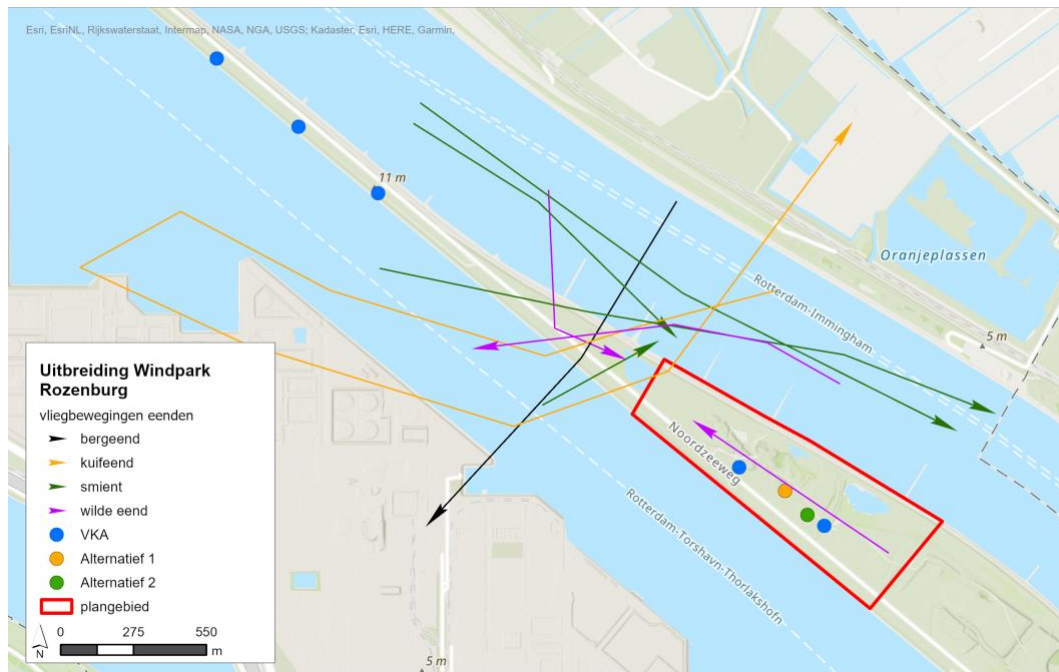 Esri, EsriNL, Rijkswaterstaat, Intermap, NASA, NGA, USGS; Kadaster, Esri, HERE, Garmin,
11 m
Oranjeplassen
Rotterdam-Immingham
5 m
Noordzeeweg
Rotterdam-Torshavn-Thorlakshofn
5 m
Uitbreiding Windpark
Rozenburg
vliegbewegingen eenden
bergeend
kuifeend
smient
wilde eend
VKA
Alternatief 1
Alternatief 2
plangebied
N
0 275 550
m